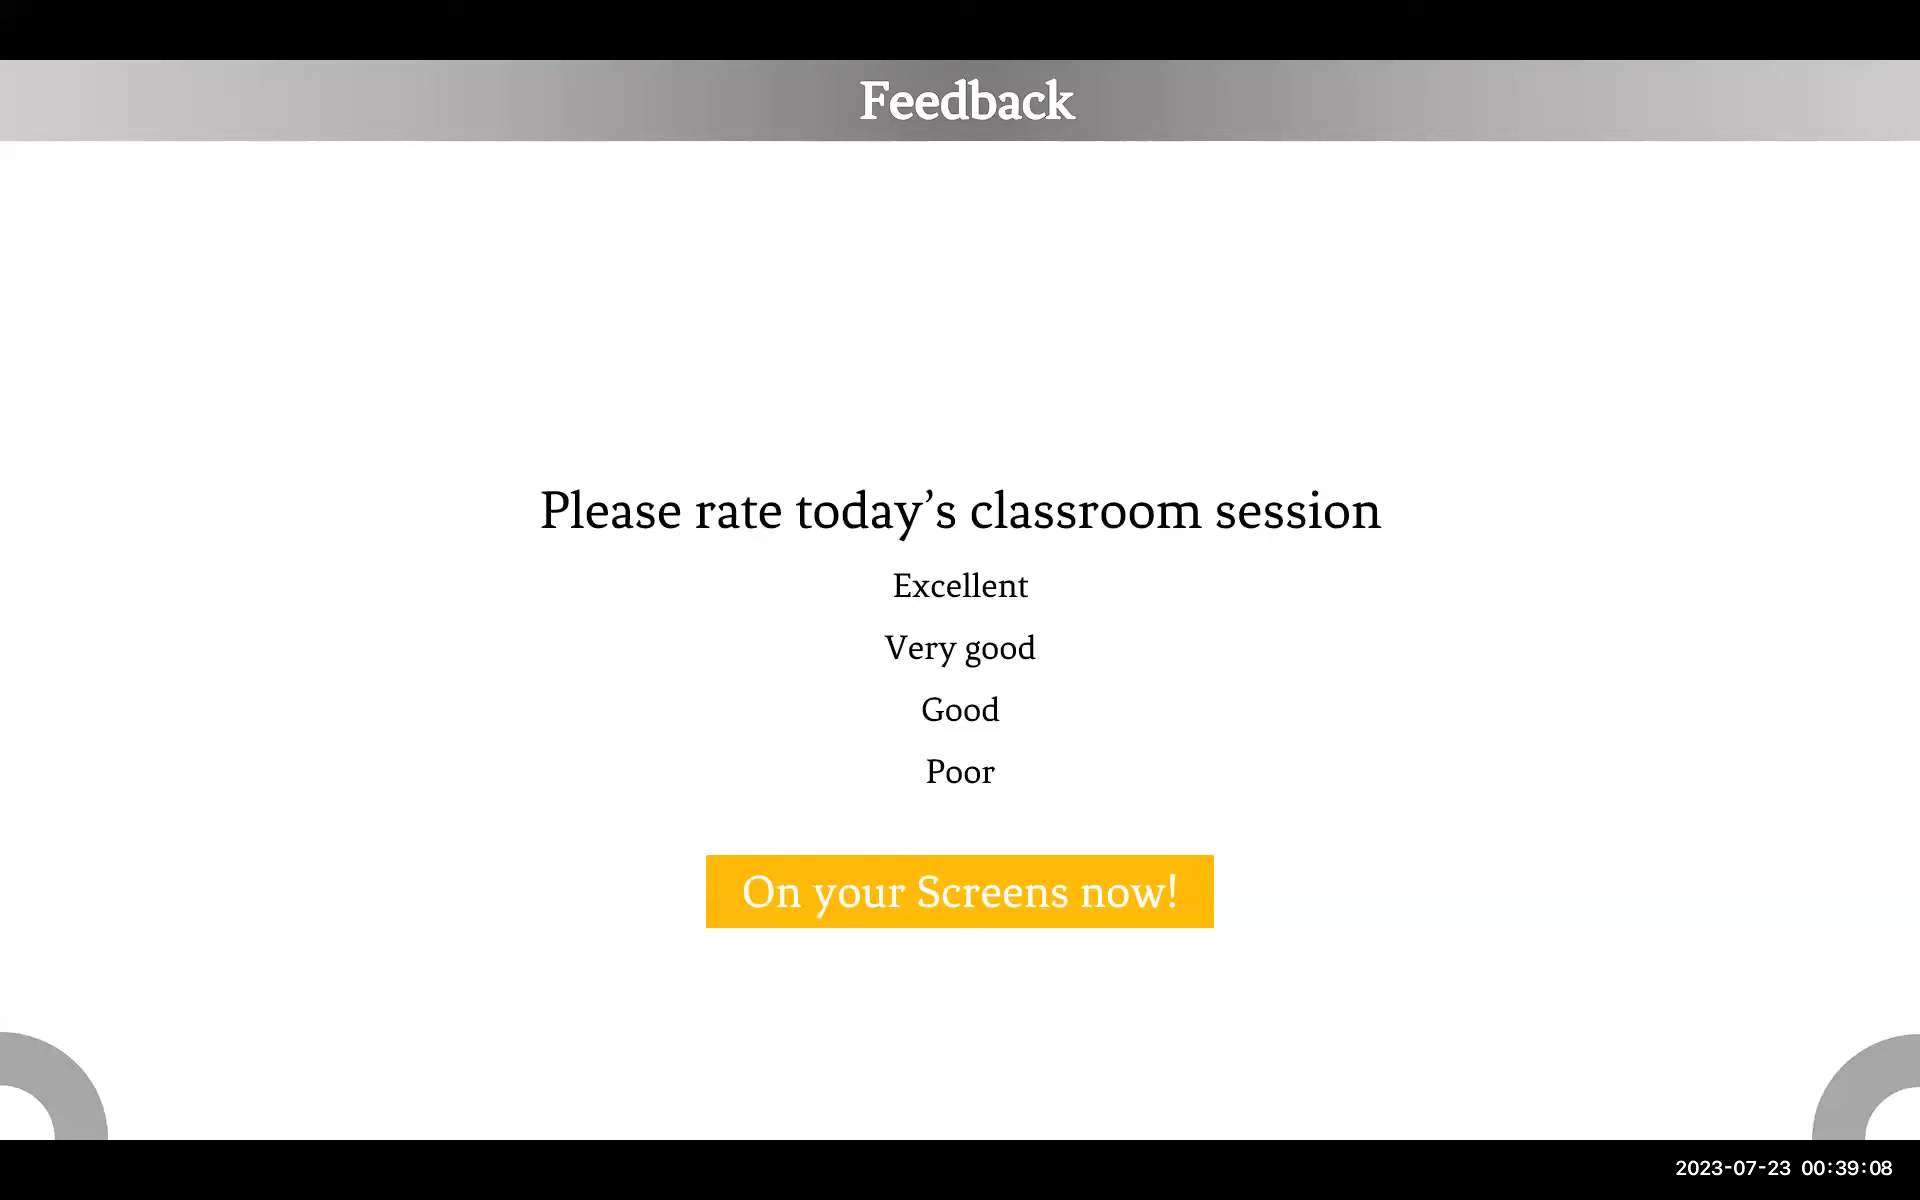 Feedback
Please rate today’s classroom session
Excellent
Very good
Good
Poor
On your Screens now!
2023-07-23 00:39:08